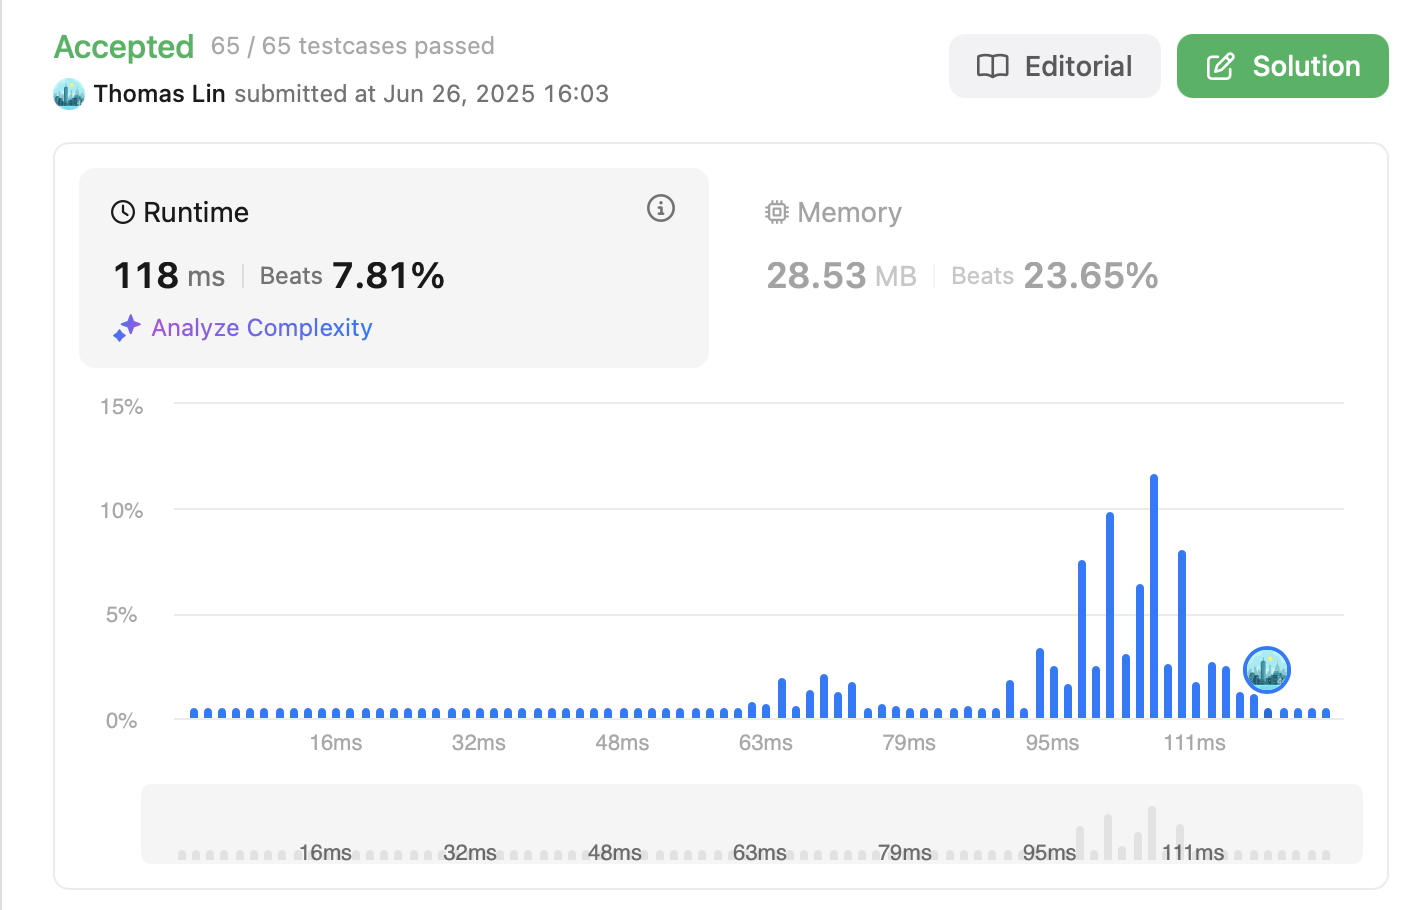 Accepted 65 / 65 testcases passed
Thomas Lin submitted at Jun 26, 2025 16:03
Editorial
Solution
Runtime
118 ms Beats 7.81%
Analyze Complexity
Memory
28.53 MB Beats 23.65%
15%
10%
5%
0%
16ms 32ms 48ms 63ms 79ms 95ms 111ms
16ms 32ms 48ms 63ms 79ms 95ms 111ms